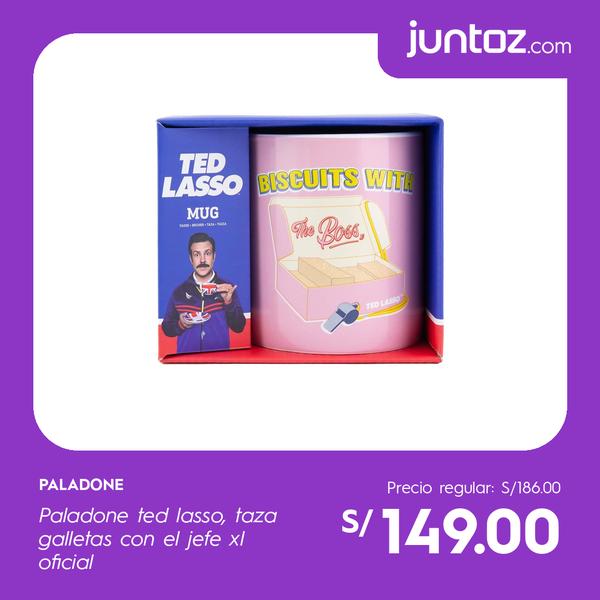 juntoz.com
TED
LASSO
MUG
BISCUITS WITH
The Boss
TED LASSO
PALADONE
Paladone ted lasso, taza
galletas con el jefe xl
oficial
Precio regular: S/186.00
S/149.00